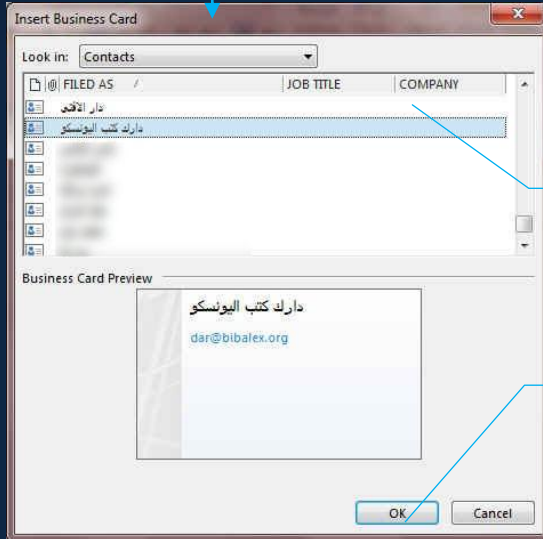 Insert Business Card
Look in: Contacts
FILED AS JOB TITLE COMPANY
دار الآفتى
دارك كتب اليونسكو
Business Card Preview
دارك كتب اليونسكو
dar@bibalex.org
OK Cancel